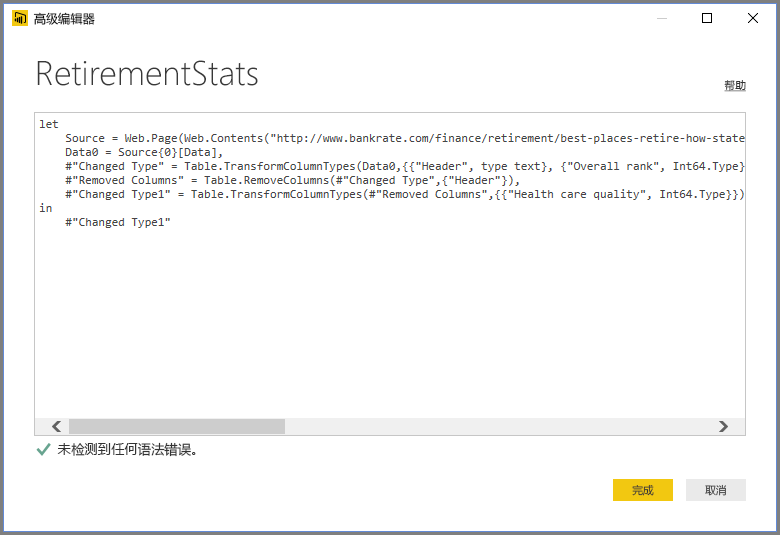 高级编辑器
RetirementStats
帮助
let
    Source = Web.Page(Web.Contents("http://www.bankrate.com/finance/retirement/best-places-retire-how-state
    Data0 = Source{0}[Data],
    #"Changed Type" = Table.TransformColumnTypes(Data0,{{"Header", type text}, {"Overall rank", Int64.Type}
    #"Removed Columns" = Table.RemoveColumns(#"Changed Type",{"Header"}),
    #"Changed Type1" = Table.TransformColumnTypes(#"Removed Columns",{{"Health care quality", Int64.Type}})
in
    #"Changed Type1"
未检测到任何语法错误。
完成 取消